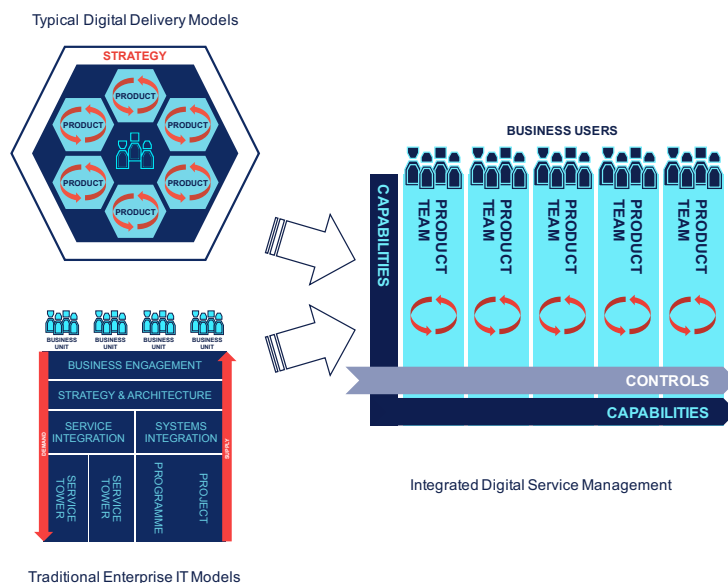 Typical Digital Delivery Models
STRATEGY
PRODUCT
PRODUCT
PRODUCT
PRODUCT
PRODUCT
PRODUCT
BUSINESS
UNIT
BUSINESS
UNIT
BUSINESS
UNIT
BUSINESS
UNIT
BUSINESS ENGAGEMENT
STRATEGY & ARCHITECTURE
SERVICE
INTEGRATION
SYSTEMS
INTEGRATION
SERVICE
TOWER
SERVICE
TOWER
PROGRAMME
PROJECT
DEMAND
SUPPLY
Traditional Enterprise IT Models
BUSINESS USERS
CAPABILITIES
PRODUCT
TEAM
PRODUCT
TEAM
PRODUCT
TEAM
PRODUCT
TEAM
PRODUCT
TEAM
CONTROLS
CAPABILITIES
Integrated Digital Service Management